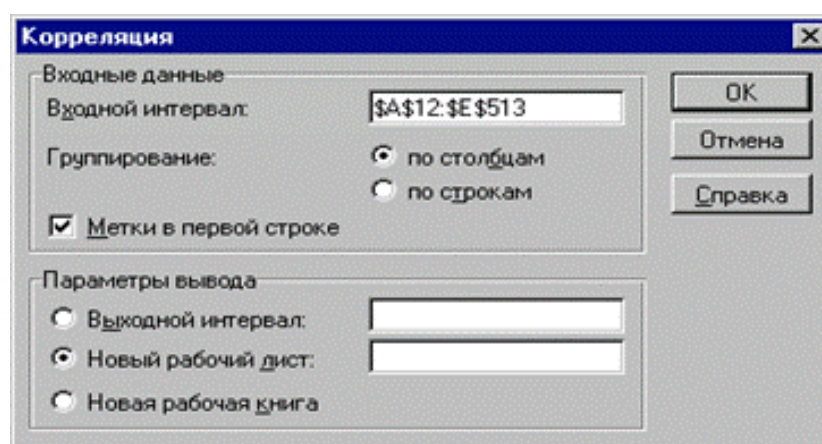 Корреляция
Входные данные
Входной интервал: $A$12:$E$513
OK
Группирование: по столбцам
Отмена
по строкам
Справка
Метки в первой строке
Параметры вывода
Выходной интервал:
Новый рабочий лист:
Новая рабочая книга